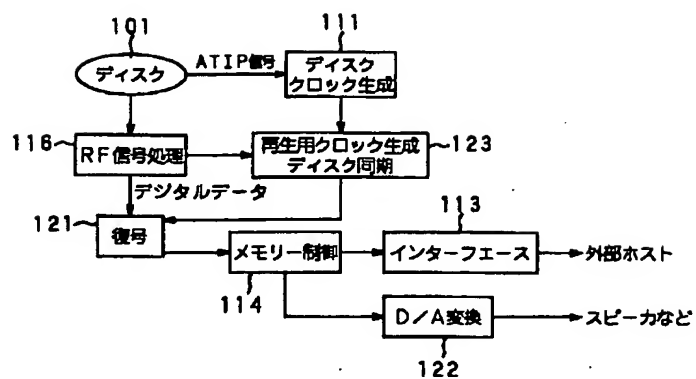 111
101
ATIP信号
ディスク
ディスク
クロック生成
116
RF信号処理
再生用クロック生成
ディスク同期
123
デジタルデータ
121
復号
113
メモリー制御
インターフェース
外部ホスト
114
D/A変換
スピーカなど
122